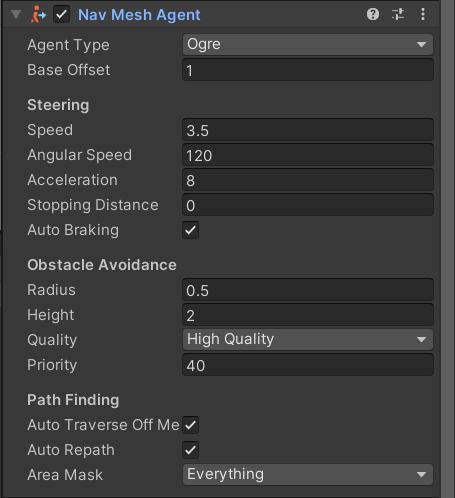 Nav Mesh Agent
Agent Type Ogre
Base Offset 1
Steering
Speed 3.5
Angular Speed 120
Acceleration 8
Stopping Distance 0
Auto Braking
Obstacle Avoidance
Radius 0.5
Height 2
Quality High Quality
Priority 40
Path Finding
Auto Traverse Off Me
Auto Repath
Area Mask Everything